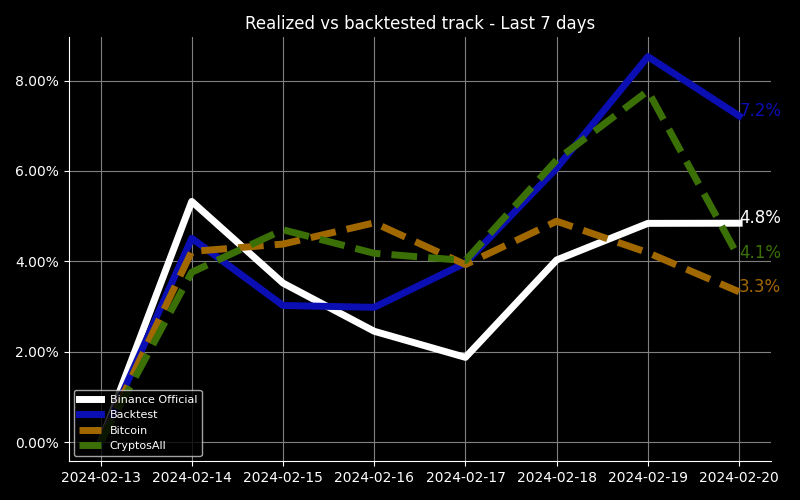 Realized vs backtested track - Last 7 days
8.00%
6.00%
4.00%
2.00%
0.00%
7.2%
4.8%
4.1%
3.3%
Binance Official
Backtest
Bitcoin
CryptosAll
2024-02-13 2024-02-14 2024-02-15 2024-02-16 2024-02-17 2024-02-18 2024-02-19 2024-02-20